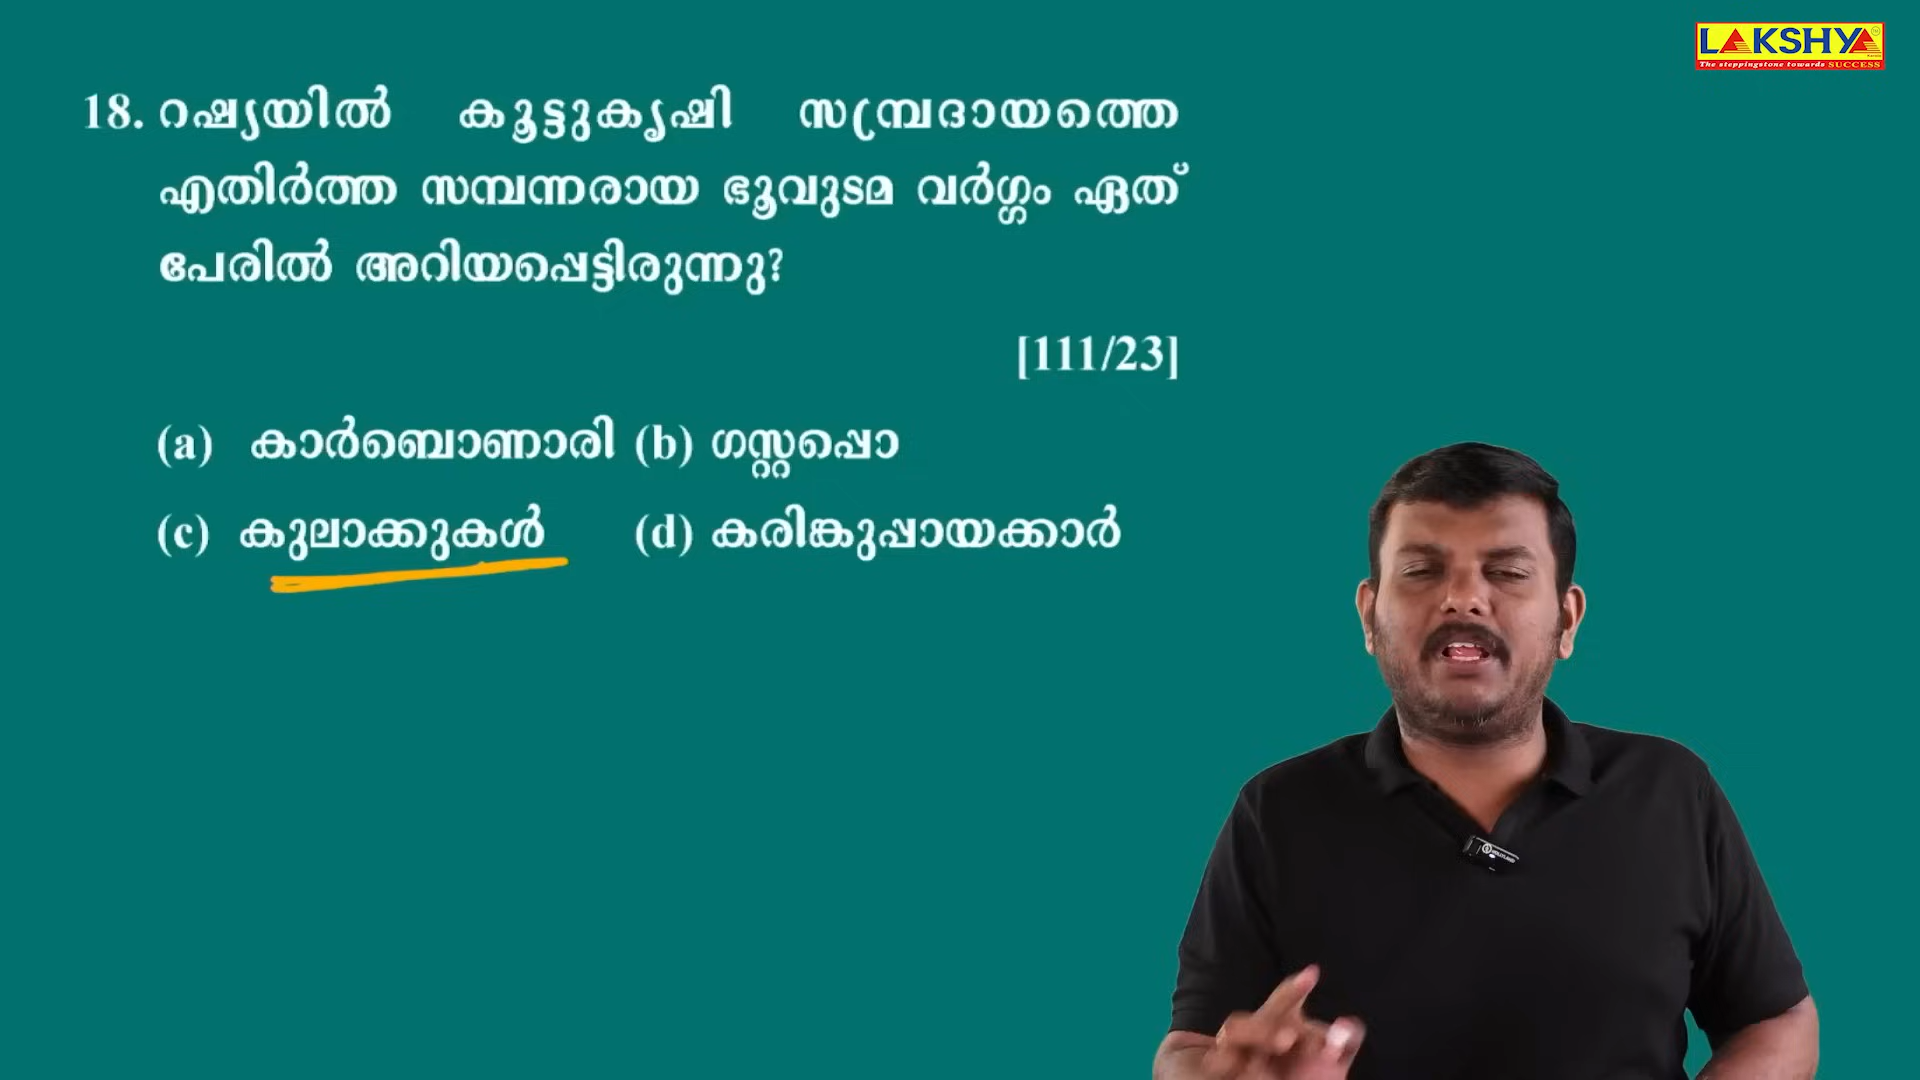 LAKSHYA
The steppingstone towards SUCCESS
18. റഷ്യയിൽ കൂട്ടുകൃഷി സമ്പ്രദായത്തെ
എതിർത്ത സമ്പന്നരായ ഭൂവുടമ വർഗ്ഗം ഏത്
പേരിൽ അറിയപ്പെട്ടിരുന്നു?
[111/23]
(a) കാർബൊണാരി (b) ഗസ്റ്റപ്പൊ
(c) കുലാക്കുകൾ (d) കരിങ്കുപ്പായക്കാർ